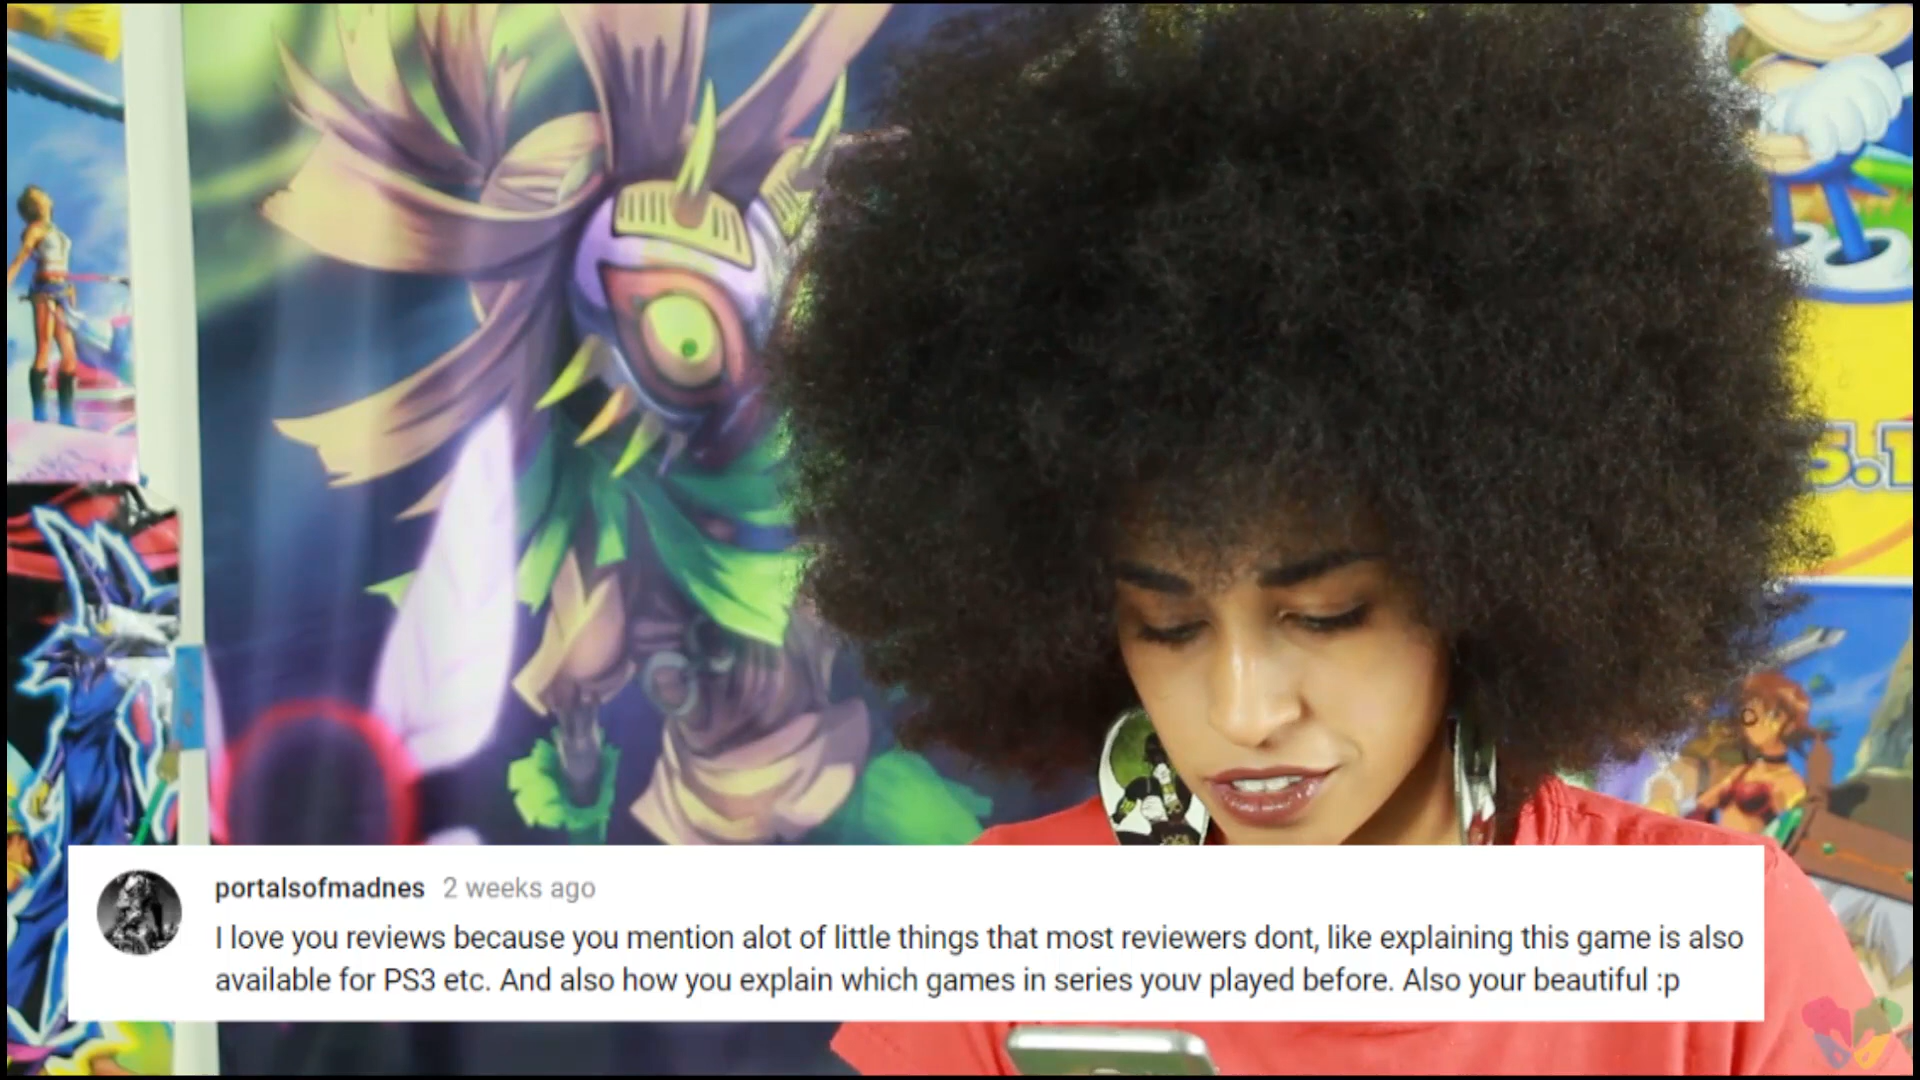 5.1
portalsofmadnes 2 weeks ago
I love you reviews because you mention alot of little things that most reviewers dont, like explaining this game is also
available for PS3 etc. And also how you explain which games in series youv played before. Also your beautiful :p